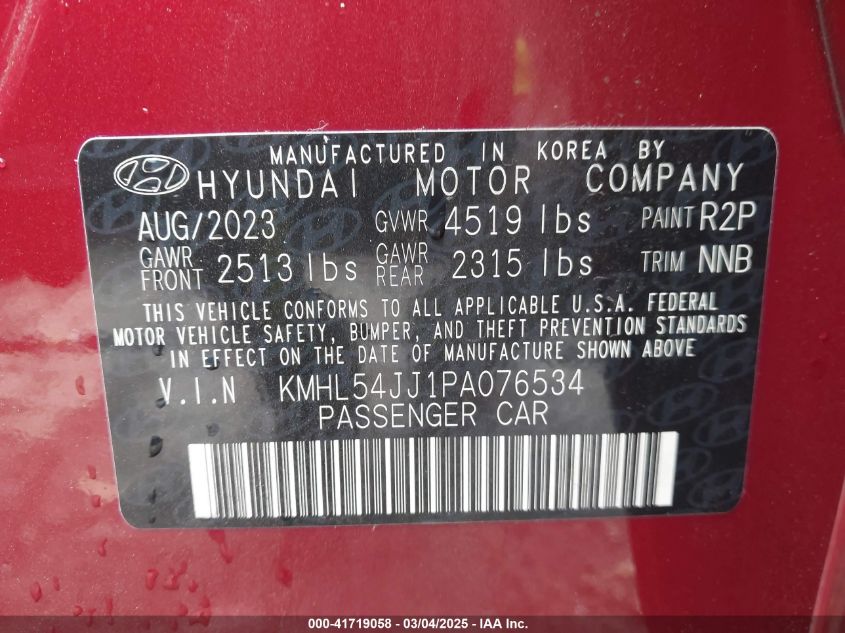 MANUFACTURED IN KOREA BY
HYUNDAI MOTOR COMPANY
AUG/2023 GVWR 4519 lbs PAINT R2P
GAWR FRONT 2513 lbs GAWR REAR 2315 lbs TRIM NNB
THIS VEHICLE CONFORMS TO ALL APPLICABLE U.S.A. FEDERAL
MOTOR VEHICLE SAFETY, BUMPER, AND THEFT PREVENTION STANDARDS
IN EFFECT ON THE DATE OF MANUFACTURE SHOWN ABOVE
V.I.N KMHL54JJ1PA076534
PASSENGER CAR
000-41719058 - 03/04/2025 - IAA Inc.